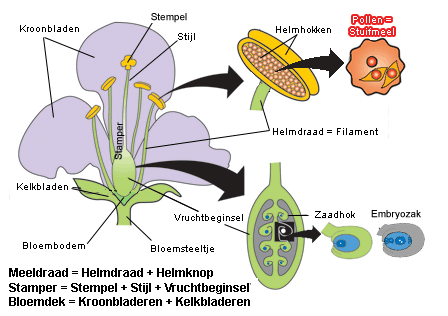 Stempel
Kroonbladen
Stijl
Helmhokken
Pollen =
Stuifmeel
Stamper
Helmdraad = Filament
Kelkbladen
Vruchtbeginsel
Zaadhok
Embryozak
Bloembodem
Bloemsteeltje
Meeldraad = Helmdraad + Helmknop
Stamper = Stempel + Stijl + Vruchtbeginsel
Bloemdek = Kroonbladeren + Kelkbladeren